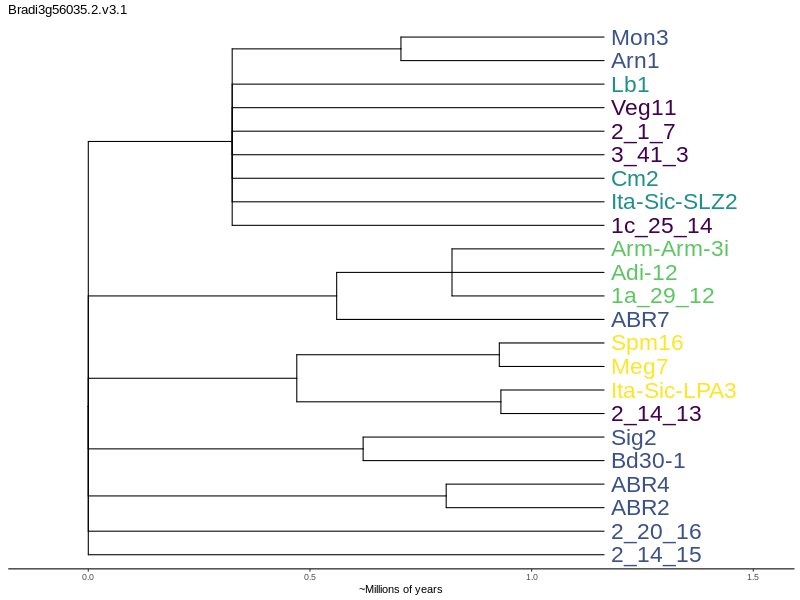 Bradi3g56035.2.v3.1
Mon3
Arn1
Lb1
Veg11
2_1_7
3_41_3
Cm2
Ita-Sic-SLZ2
1c_25_14
Arm-Arm-3i
Adi-12
1a_29_12
ABR7
Spm16
Meg7
Ita-Sic-LPA3
2_14_13
Sig2
Bd30-1
ABR4
ABR2
2_20_16
2_14_15
0.0 0.5 1.0 1.5
~Millions of years